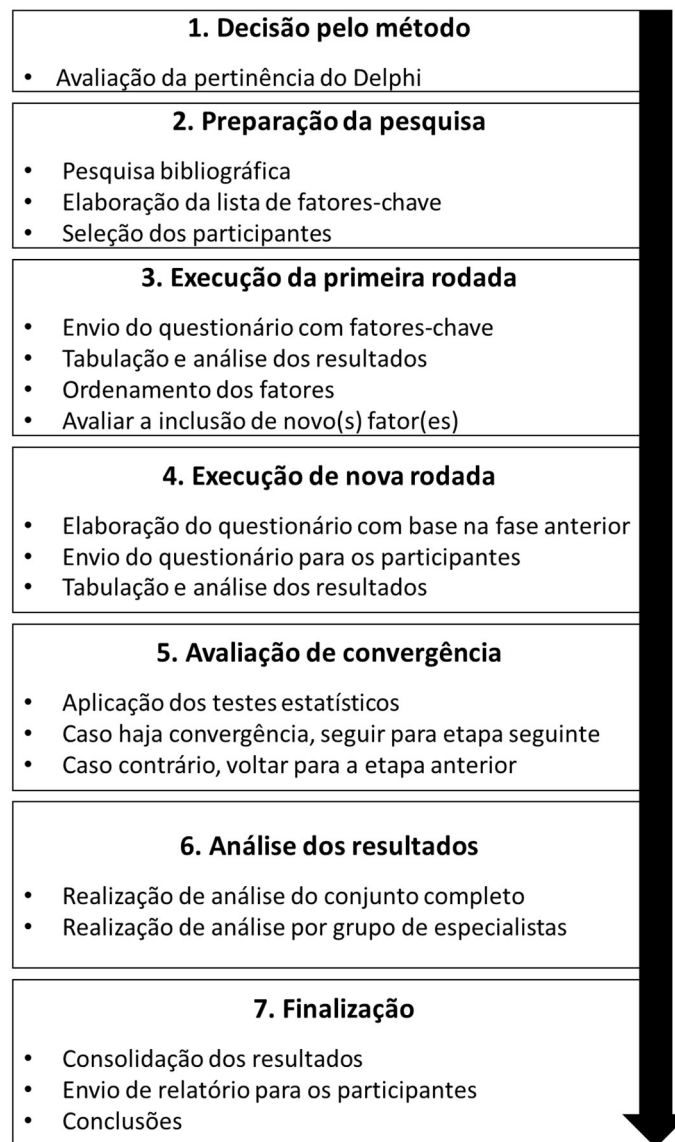 1. Decisão pelo método
• Avaliação da pertinência do Delphi
2. Preparação da pesquisa
• Pesquisa bibliográfica
• Elaboração da lista de fatores-chave
• Seleção dos participantes
3. Execução da primeira rodada
• Envio do questionário com fatores-chave
• Tabulação e análise dos resultados
• Ordenamento dos fatores
• Avaliar a inclusão de novo(s) fator(es)
4. Execução de nova rodada
• Elaboração do questionário com base na fase anterior
• Envio do questionário para os participantes
• Tabulação e análise dos resultados
5. Avaliação de convergência
• Aplicação dos testes estatísticos
• Caso haja convergência, seguir para etapa seguinte
• Caso contrário, voltar para a etapa anterior
6. Análise dos resultados
• Realização de análise do conjunto completo
• Realização de análise por grupo de especialistas
7. Finalização
• Consolidação dos resultados
• Envio de relatório para os participantes
• Conclusões